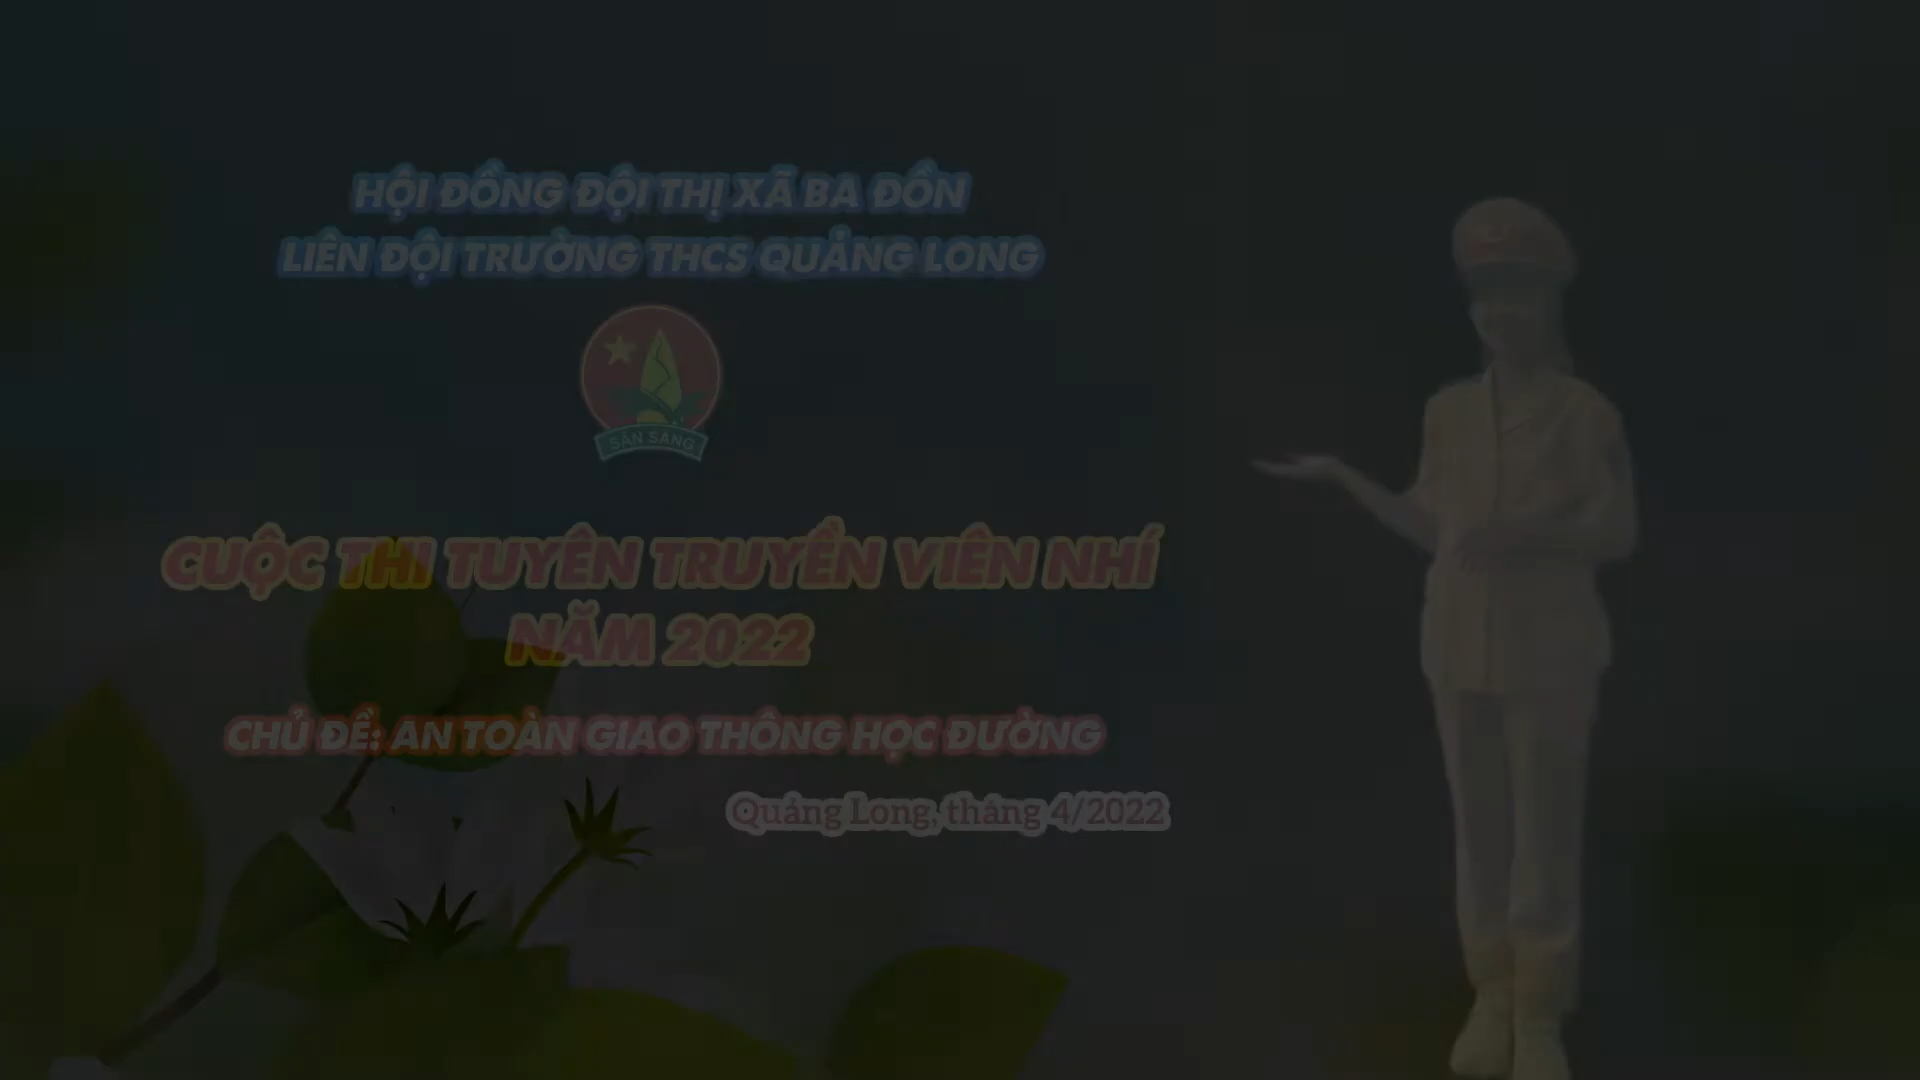 HỘI ĐỒNG ĐỘI THỊ XÃ BA ĐỒN
LIÊN ĐỘI TRƯỜNG THCS QUẢNG LONG
SẴN SÀNG
CUỘC THI TUYÊN TRUYỀN VIÊN NHÍ
NĂM 2022
CHỦ ĐỀ: AN TOÀN GIAO THÔNG HỌC ĐƯỜNG
Quảng Long, tháng 4/2022